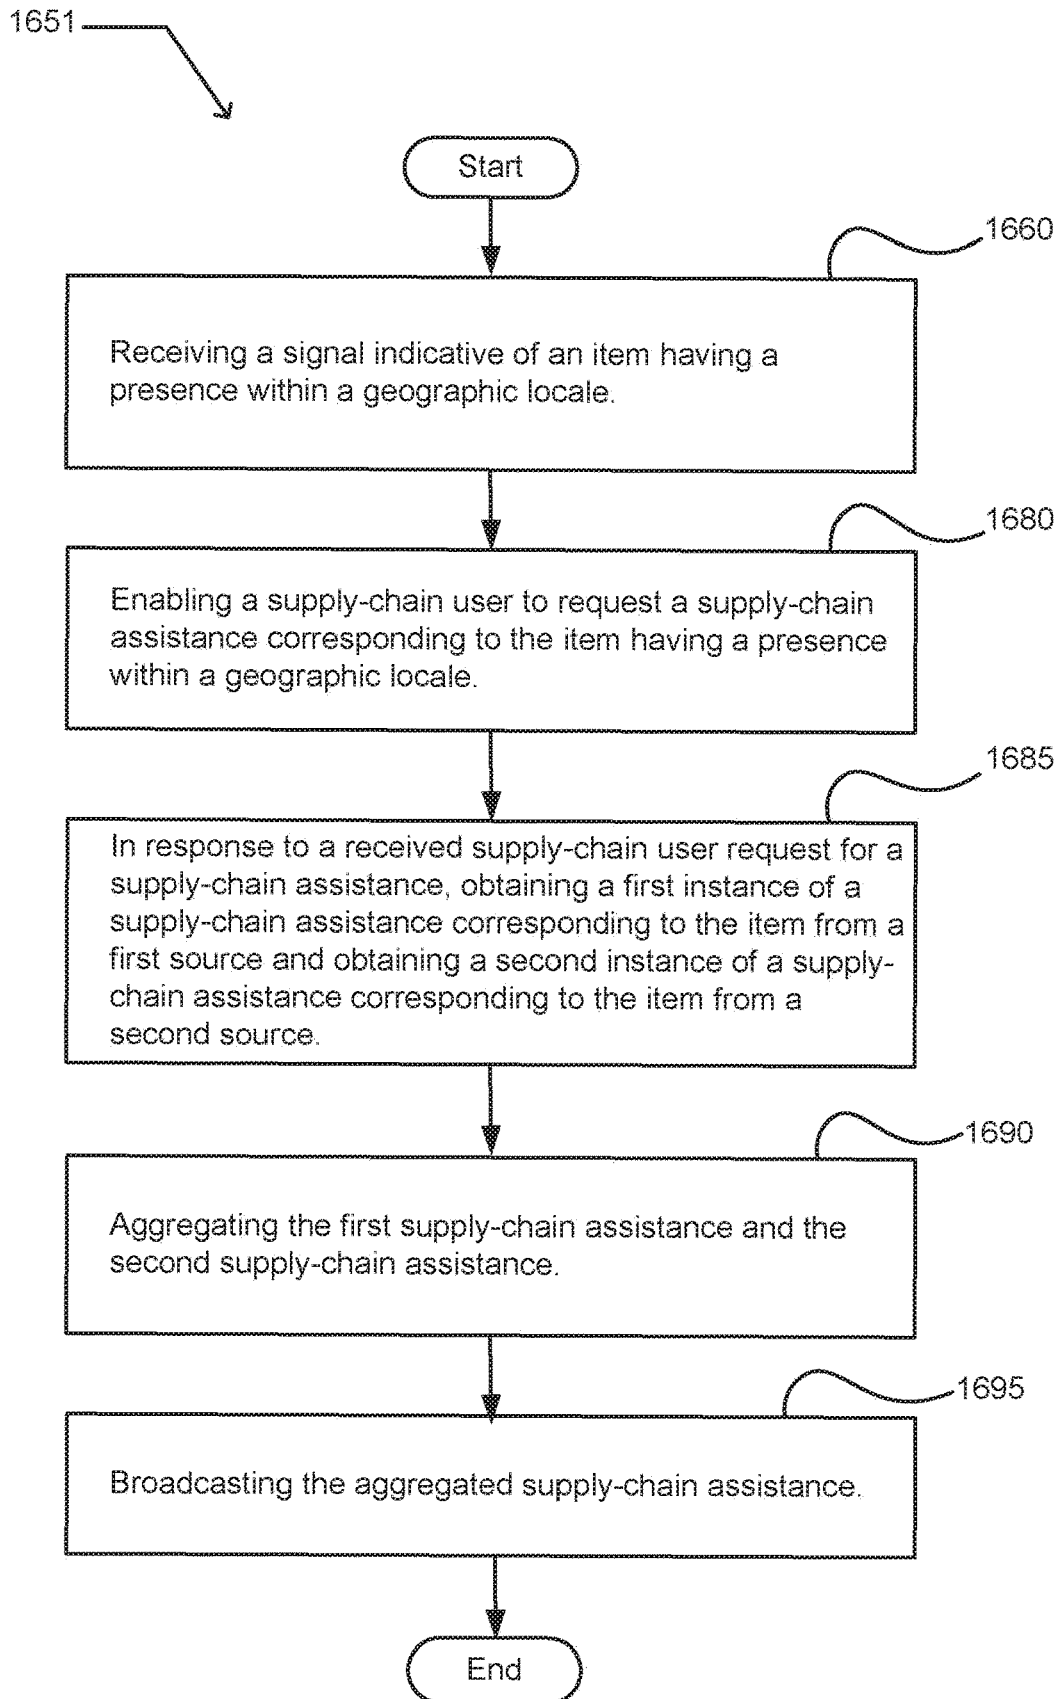 1651
Start
1660
Receiving a signal indicative of an item having a
presence within a geographic locale.
1680
Enabling a supply-chain user to request a supply-chain
assistance corresponding to the item having a presence
within a geographic locale.
1685
In response to a received supply-chain user request for a
supply-chain assistance, obtaining a first instance of a
supply-chain assistance corresponding to the item from a
first source and obtaining a second instance of a supply-
chain assistance corresponding to the item from a
second source.
1690
Aggregating the first supply-chain assistance and the
second supply-chain assistance.
1695
Broadcasting the aggregated supply-chain assistance.
End